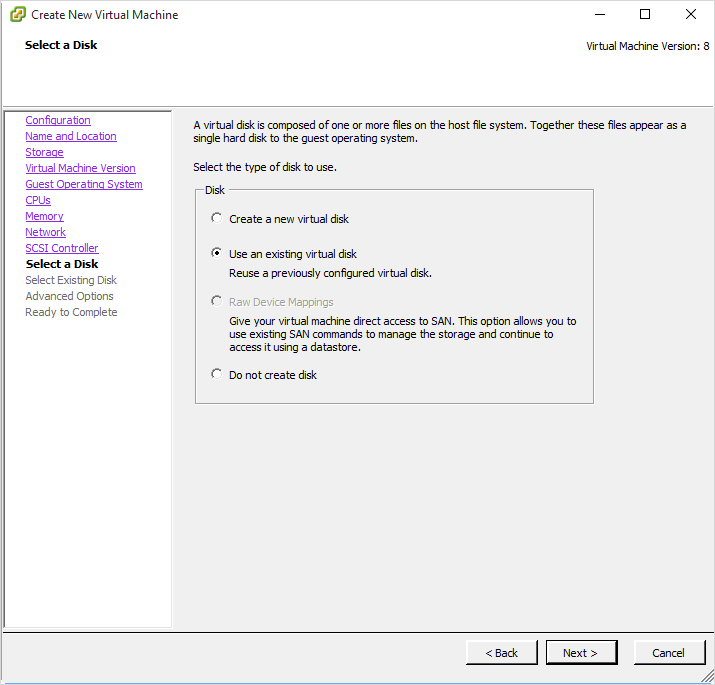 Create New Virtual Machine
Select a Disk
Virtual Machine Version: 8
Configuration
Name and Location
Storage
Virtual Machine Version
Guest Operating System
CPUs
Memory
Network
SCSI Controller
Select a Disk
Select Existing Disk
Advanced Options
Ready to Complete
A virtual disk is composed of one or more files on the host file system. Together these files appear as a
single hard disk to the guest operating system.
Select the type of disk to use.
Disk
Create a new virtual disk
Use an existing virtual disk
Reuse a previously configured virtual disk.
Raw Device Mappings
Give your virtual machine direct access to SAN. This option allows you to
use existing SAN commands to manage the storage and continue to
access it using a datastore.
Do not create disk
< Back
Next >
Cancel